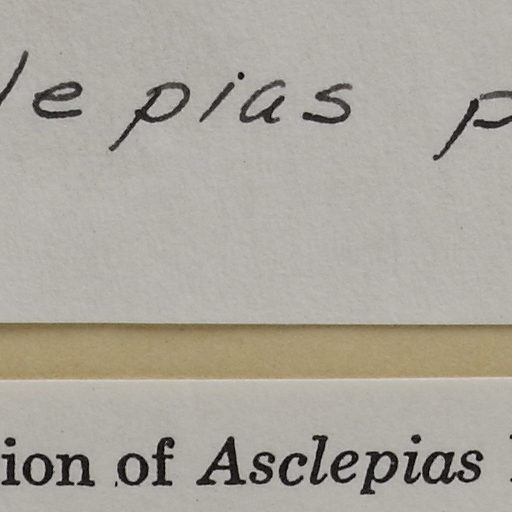 lepias p
ion of Asclepias